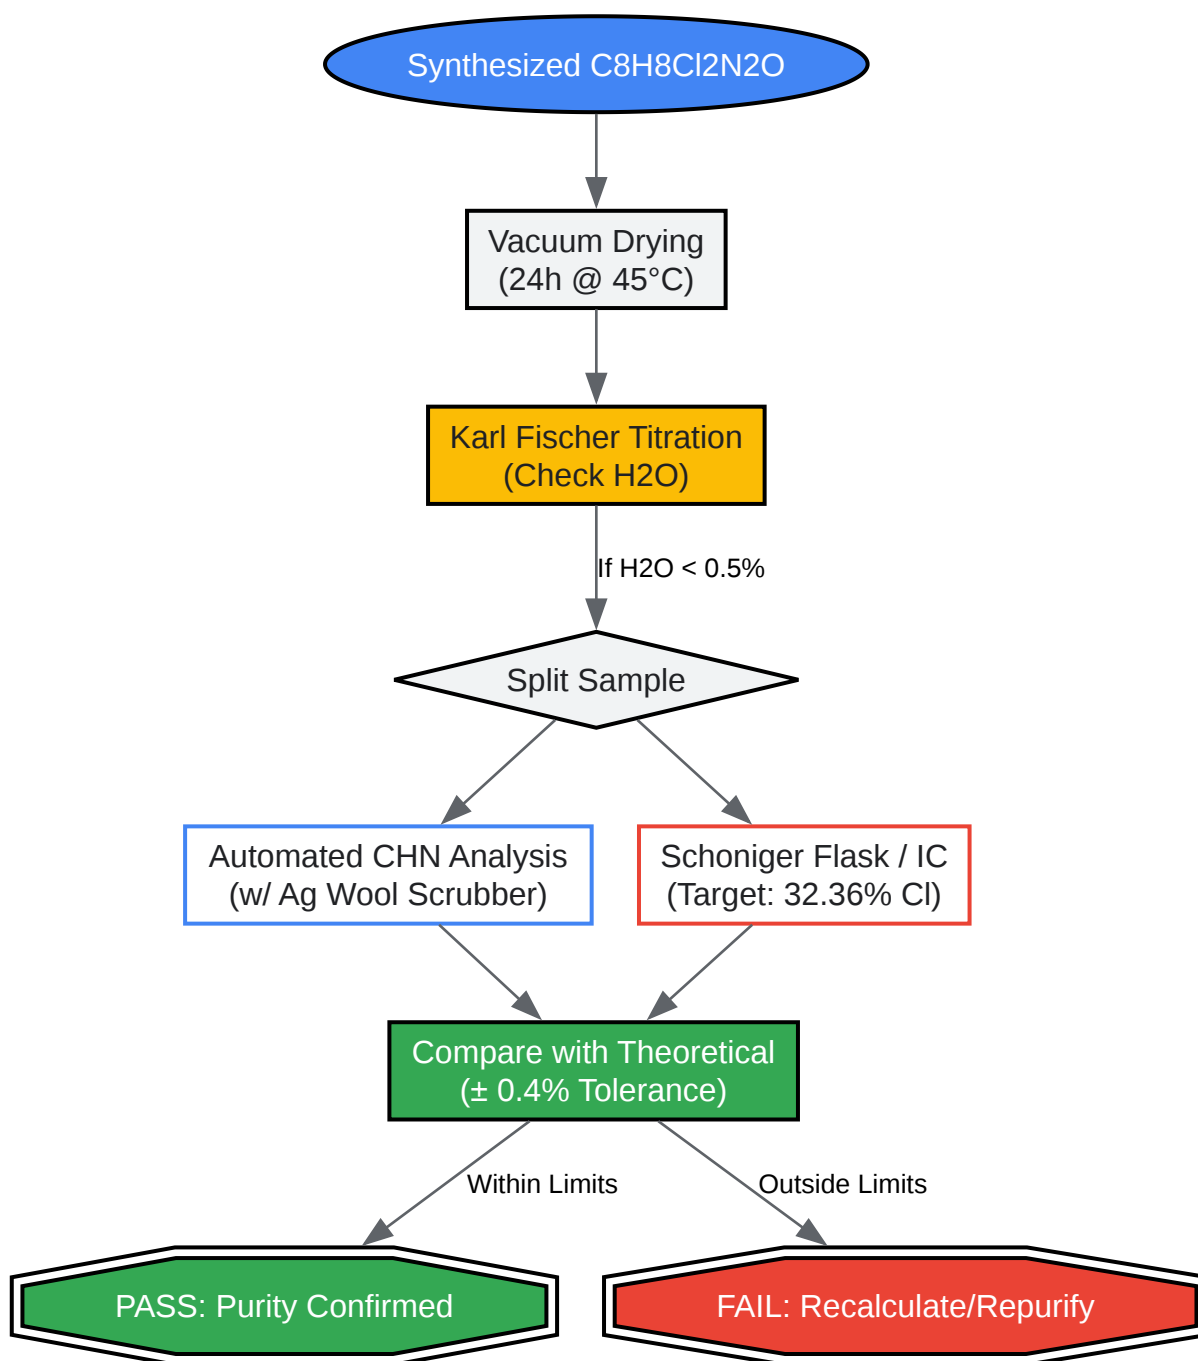 Synthesized C8H8Cl2N2O
Vacuum Drying
(24h @ 45°C)
Karl Fischer Titration
(Check H2O)
If H2O < 0.5%
Split Sample
Automated CHN Analysis
(w/ Ag Wool Scrubber)
Schoniger Flask / IC
(Target: 32.36% Cl)
Compare with Theoretical
(± 0.4% Tolerance)
Within Limits
Outside Limits
PASS: Purity Confirmed
FAIL: Recalculate/Repurify